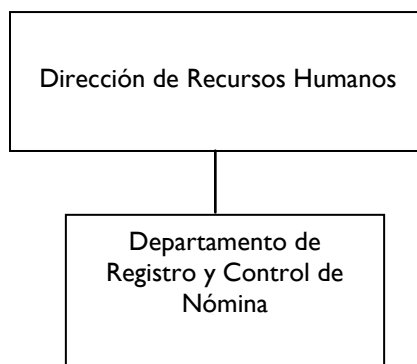 Dirección de Recursos Humanos
Departamento de
Registro y Control de
Nómina